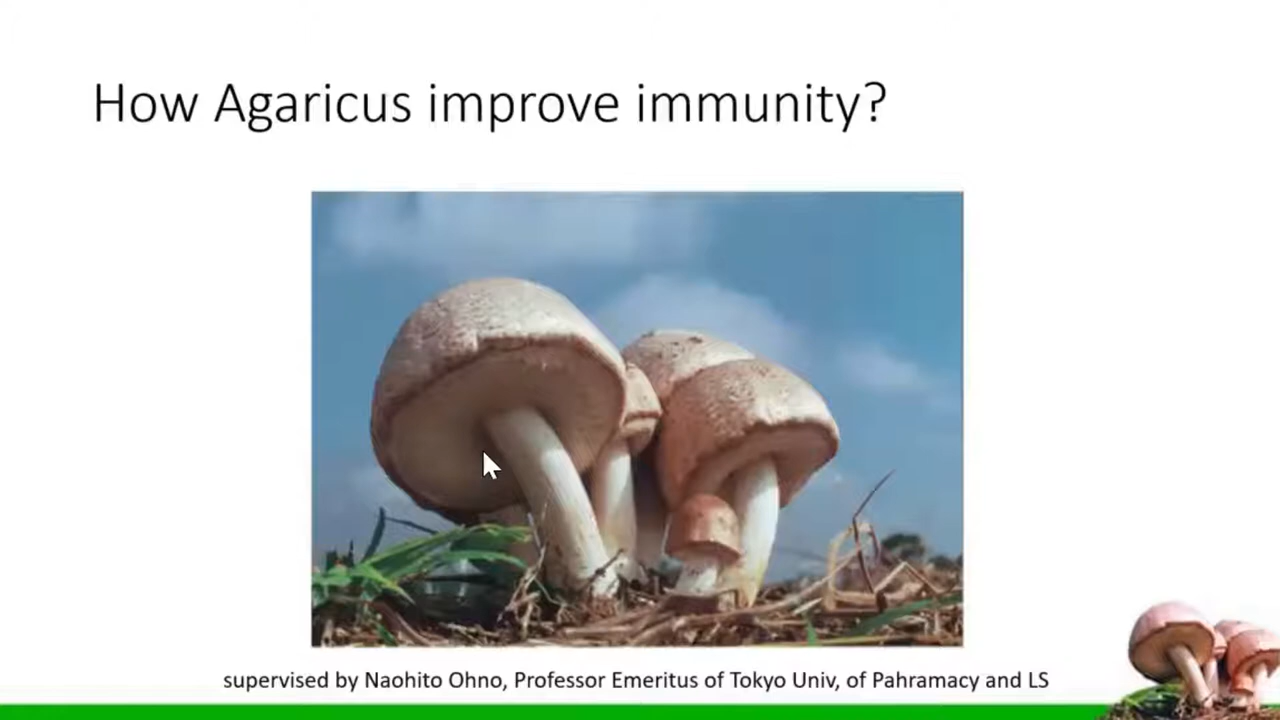 How Agaricus improve immunity?
supervised by Naohito Ohno, Professor Emeritus of Tokyo Univ, of Pahramacy and LS